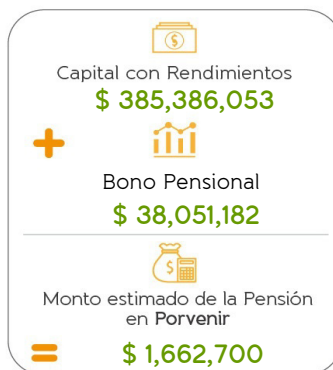 Capital con Rendimientos
$ 385,386,053
+
Bono Pensional
$ 38,051,182
Monto estimado de la Pensión
en Porvenir
= $ 1,662,700